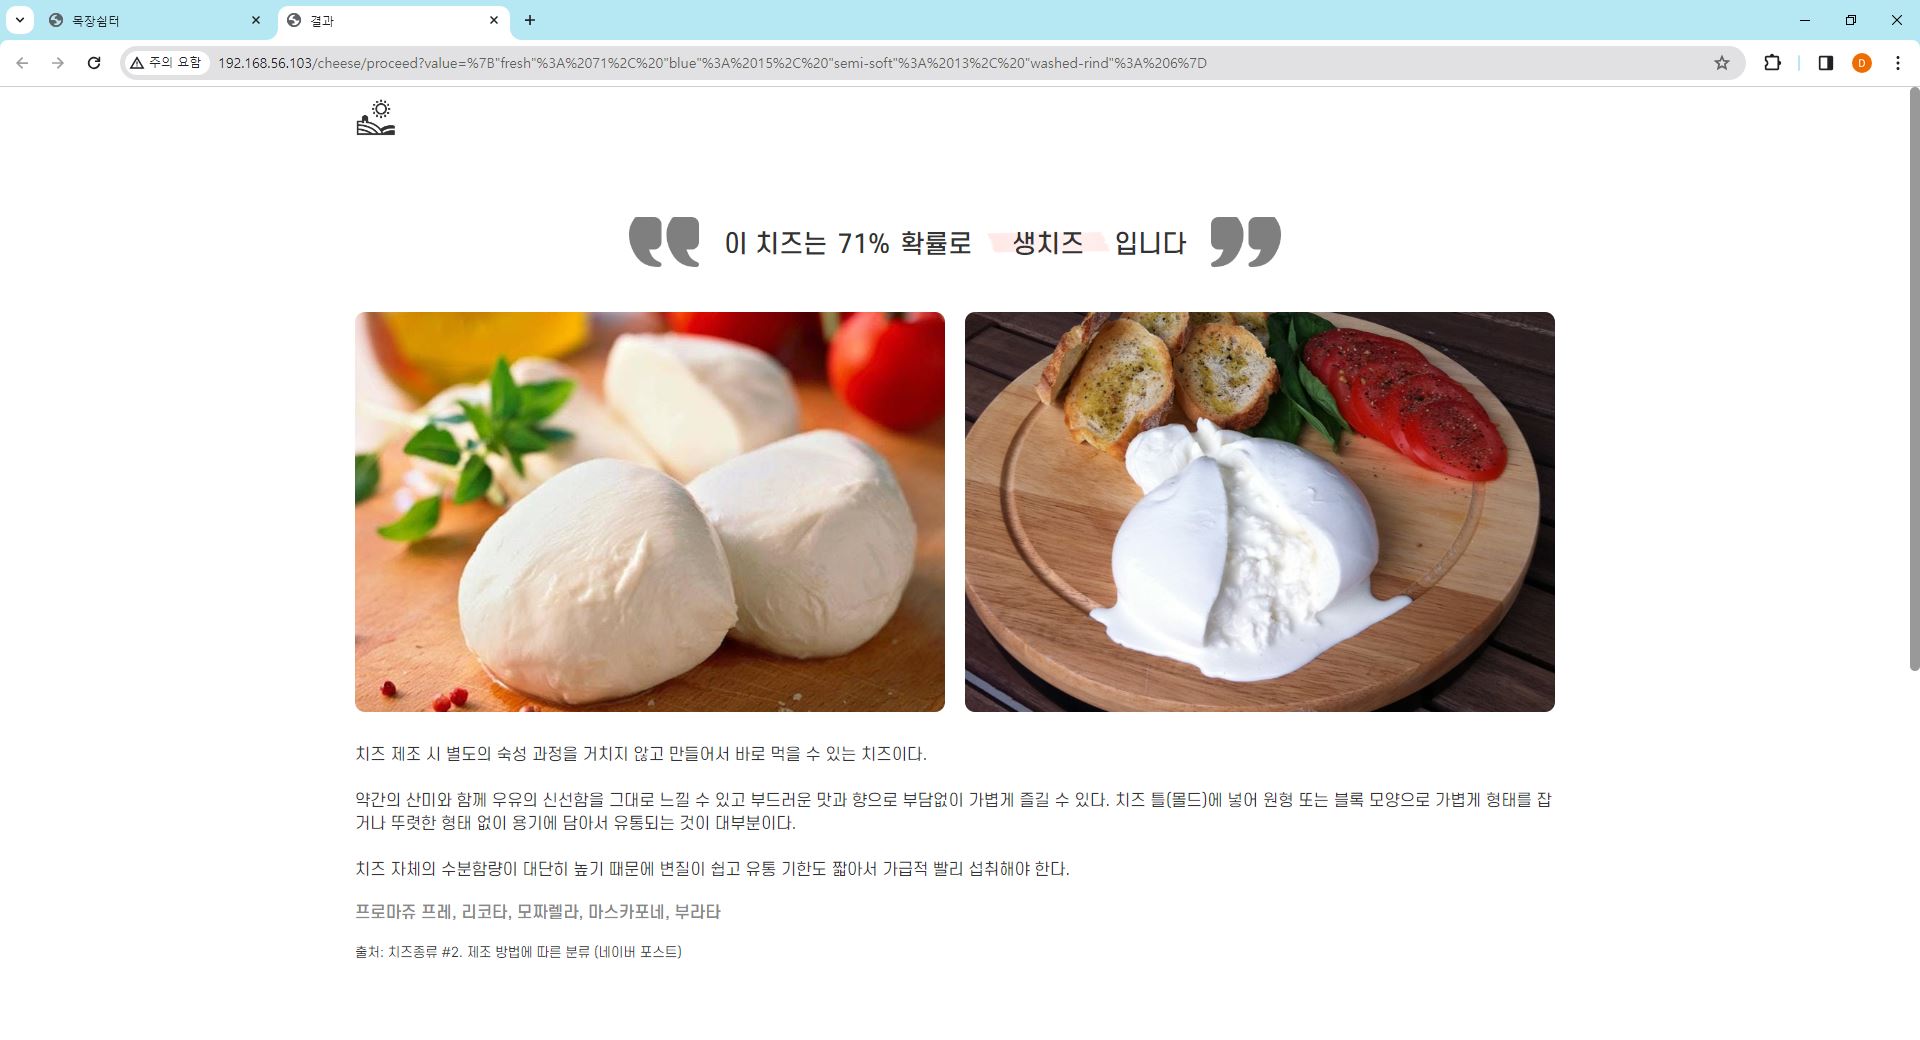 목장쉼터
결과
주의 요함
192.168.56.103/cheese/proceed?value=%7B"fresh"%3A%2071%2C%20"blue"%3A%2015%2C%20"semi-soft"%3A%2013%2C%20"washed-rind"%3A%206%7D
D
이 치즈는 71% 확률로 생치즈 입니다
치즈 제조 시 별도의 숙성 과정을 거치지 않고 만들어서 바로 먹을 수 있는 치즈이다.
약간의 산미와 함께 우유의 신선함을 그대로 느낄 수 있고 부드러운 맛과 향으로 부담없이 가볍게 즐길 수 있다. 치즈 틀(몰드)에 넣어 원형 또는 블록 모양으로 가볍게 형태를 잡
거나 뚜렷한 형태 없이 용기에 담아서 유통되는 것이 대부분이다.
치즈 자체의 수분함량이 대단히 높기 때문에 변질이 쉽고 유통 기한도 짧아서 가급적 빨리 섭취해야 한다.
프로마쥬 프레, 리코타, 모짜렐라, 마스카포네, 부라타
출처: 치즈종류 #2. 제조 방법에 따른 분류 (네이버 포스트)